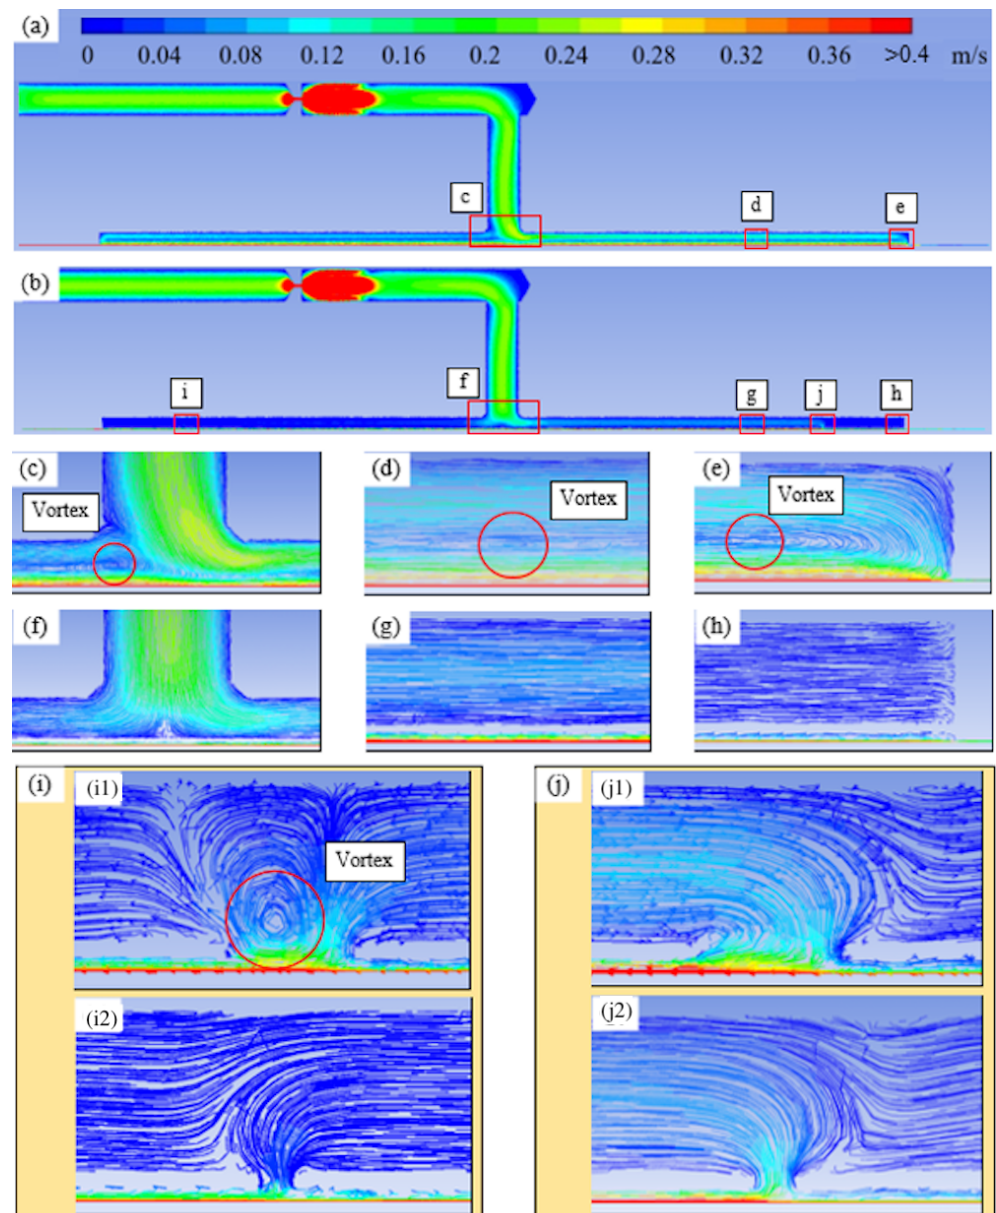 (a)
0 0.04 0.08 0.12 0.16 0.2 0.24 0.28 0.32 0.36 >0.4 m/s
c d e
(b)
i f g j h
(c) Vortex
(d) Vortex
(e) Vortex
(f)
(g)
(h)
(i) (i1)
Vortex
(i2)
(j) (j1)
(j2)